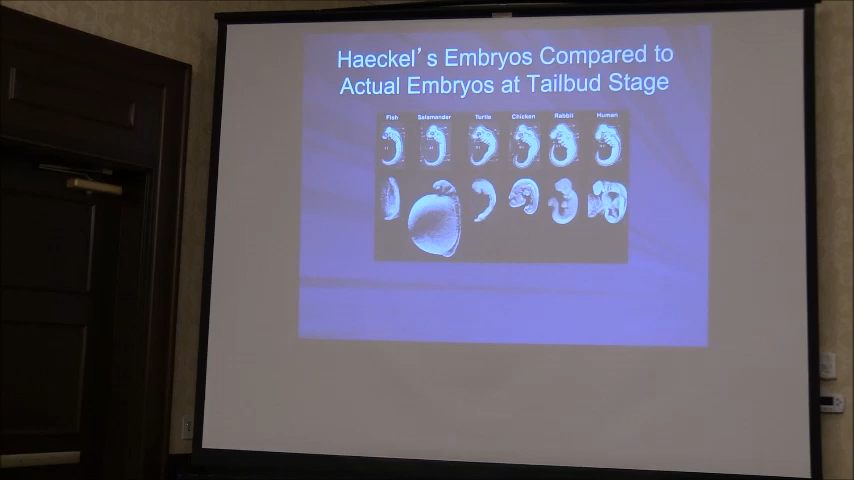 Haeckel's Embryos Compared to
Actual Embryos at Tailbud Stage
Fish Salamander Turtle Chicken Rabbit Human